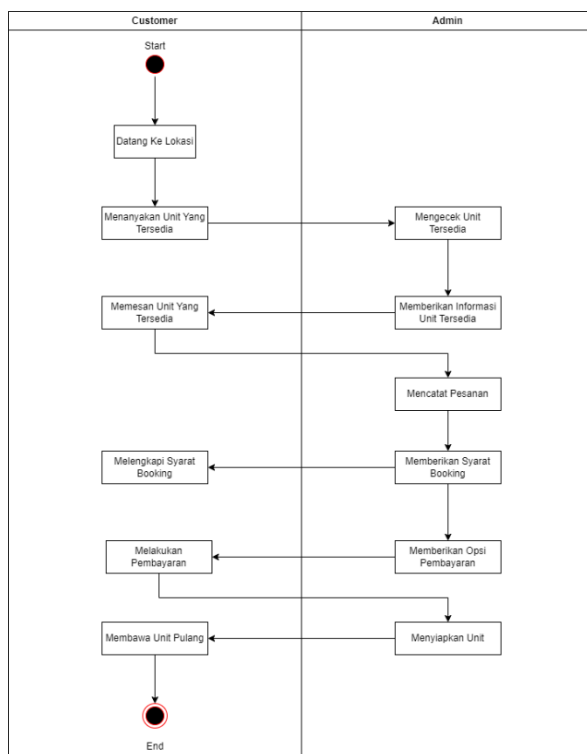 Customer
Admin
Start
Datang Ke Lokasi
Menanyakan Unit Yang
Tersedia
Mengecek Unit
Tersedia
Memesan Unit Yang
Tersedia
Memberikan Informasi
Unit Tersedia
Mencatat Pesanan
Melengkapi Syarat
Booking
Memberikan Syarat
Booking
Melakukan
Pembayaran
Memberikan Opsi
Pembayaran
Membawa Unit Pulang
Menyiapkan Unit
End